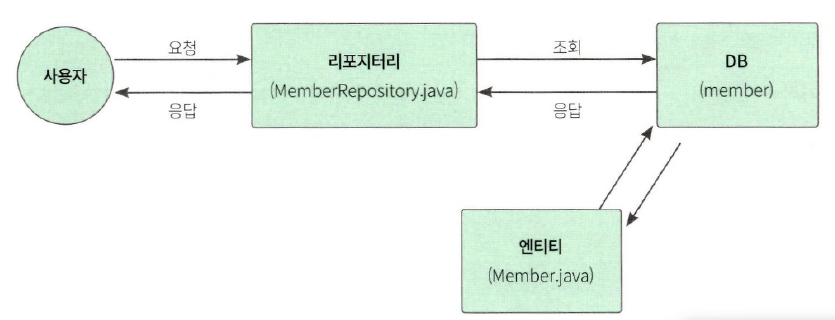 사용자
요청
응답
리포지터리
(MemberRepository.java)
조회
응답
DB
(member)
엔티티
(Member.java)